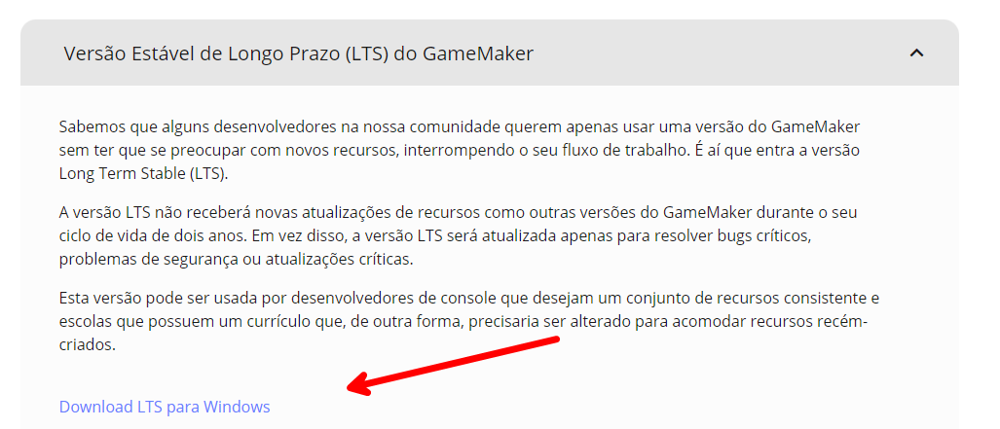 Versão Estável de Longo Prazo (LTS) do GameMaker
Sabemos que alguns desenvolvedores na nossa comunidade querem apenas usar uma versão do GameMaker
sem ter que se preocupar com novos recursos, interrompendo o seu fluxo de trabalho. É aí que entra a versão
Long Term Stable (LTS).
A versão LTS não receberá novas atualizações de recursos como outras versões do GameMaker durante o seu
ciclo de vida de dois anos. Em vez disso, a versão LTS será atualizada apenas para resolver bugs críticos,
problemas de segurança ou atualizações críticas.
Esta versão pode ser usada por desenvolvedores de console que desejam um conjunto de recursos consistente e
escolas que possuem um currículo que, de outra forma, precisaria ser alterado para acomodar recursos recém-
criados.
Download LTS para Windows